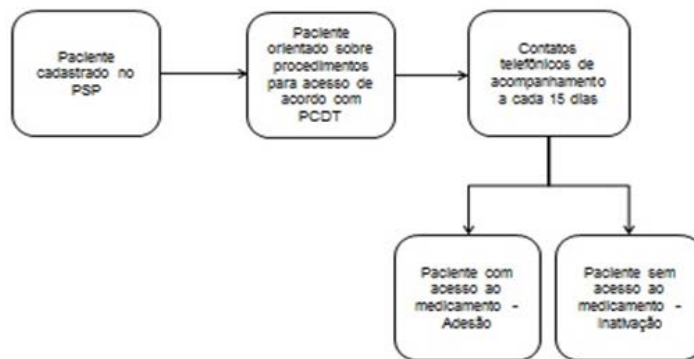 Paciente
cadastrado no
PSP
Paciente
orientado sobre
procedimentos
para acesso de
acordo com
PCDT
Contatos
telefônicos de
acompanhamento
a cada 15 dias
Paciente com
acesso ao
medicamento -
Adesão
Paciente sem
acesso ao
medicamento -
Inativação